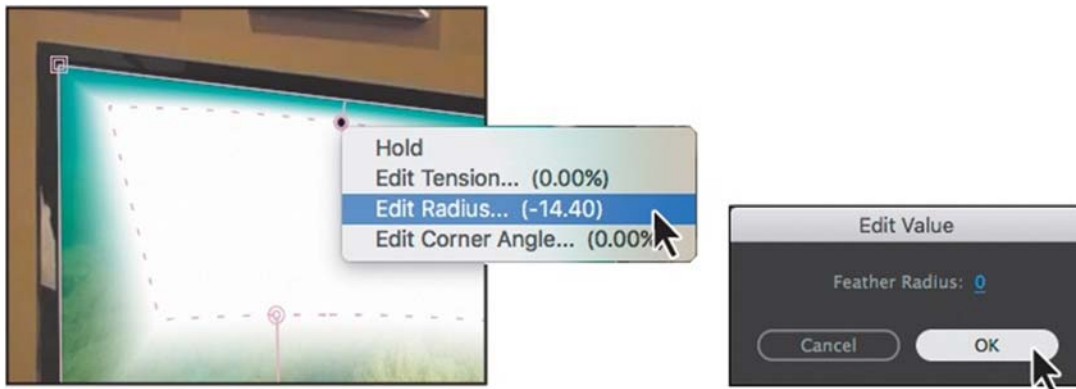 Hold
Edit Tension... (0.00%)
Edit Radius... (-14.40)
Edit Corner Angle... (0.00%
Edit Value
Feather Radius: 0
Cancel
OK